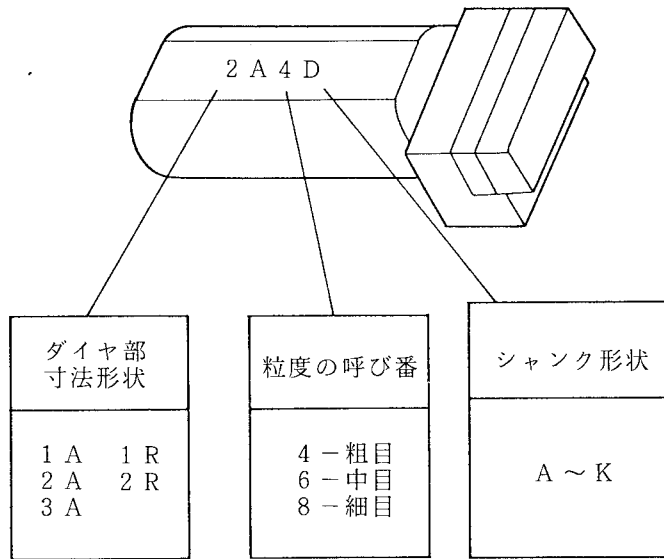 2A4D
ダイヤ部
寸法形状
1A 1R
2A 2R
3A
粒度の呼び番
4－粗目
6－中目
8－細目
シャンク形状
A～K